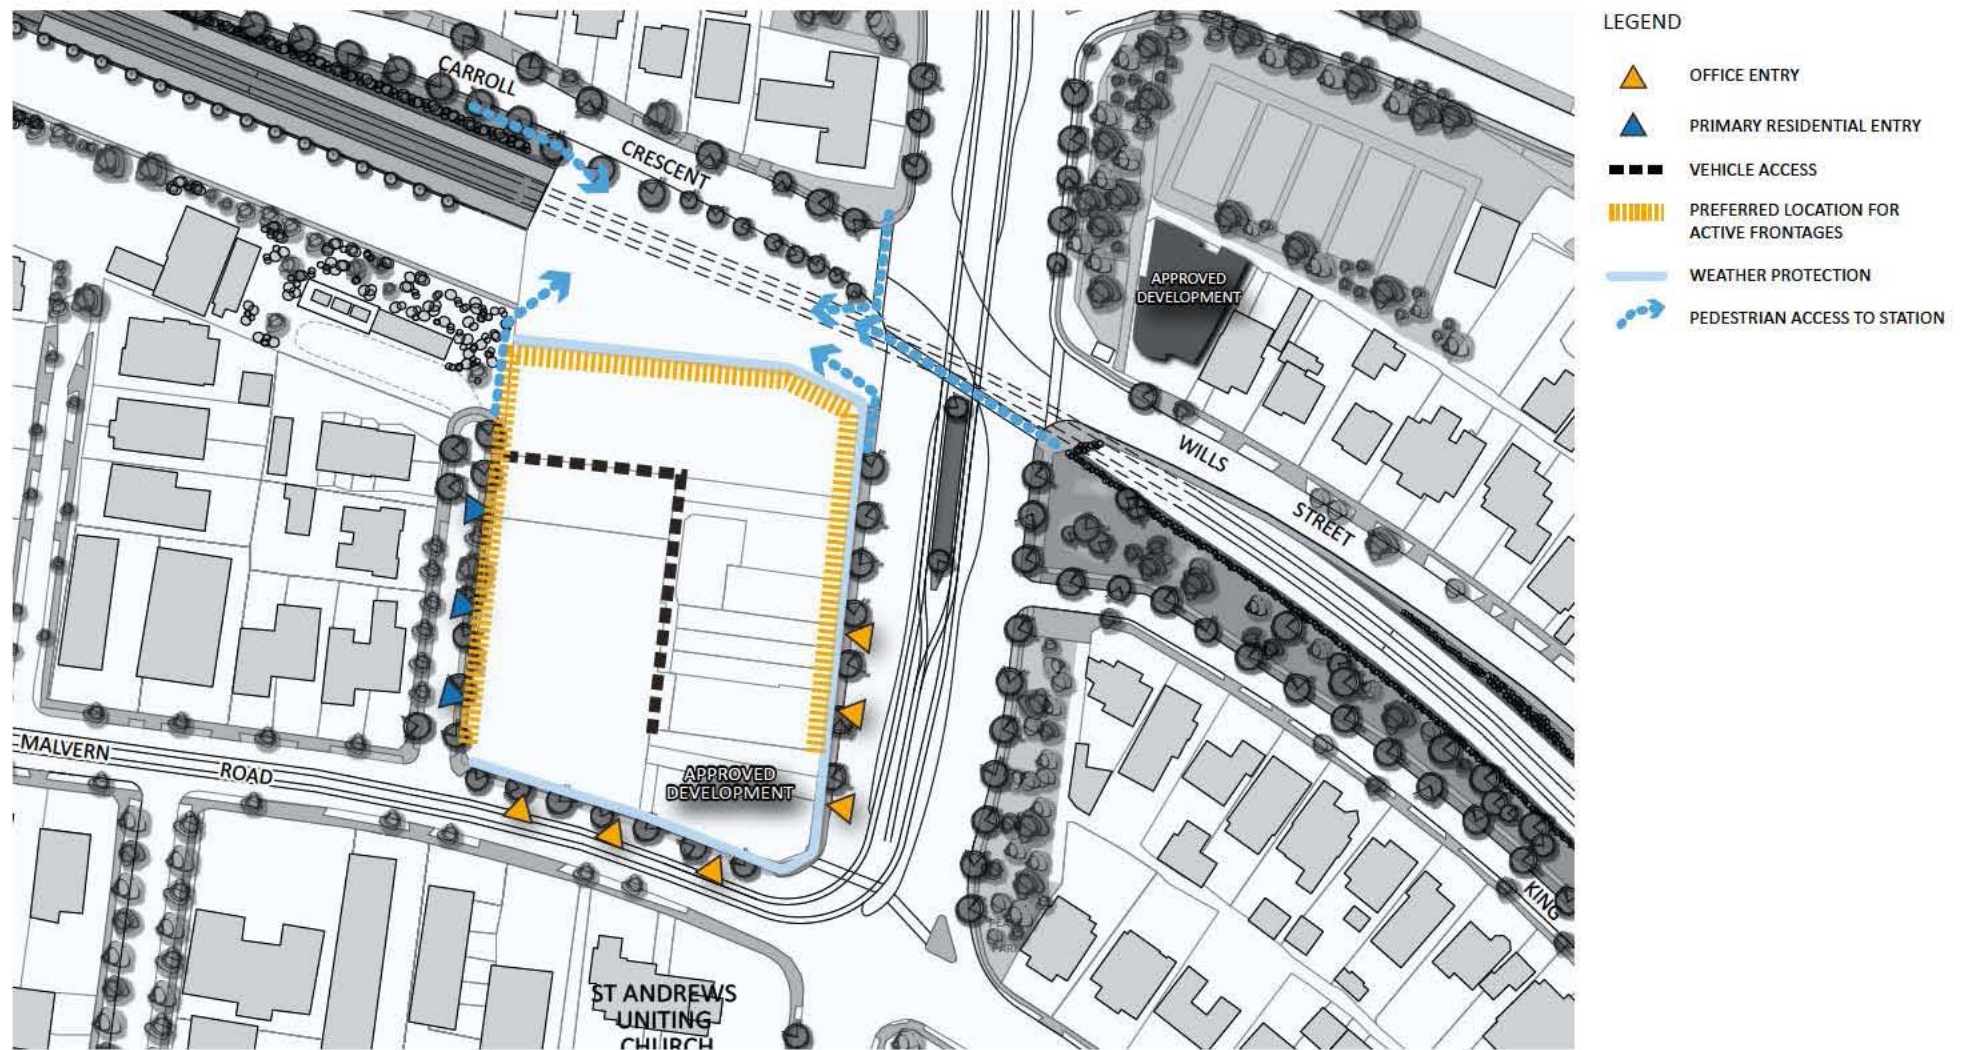 LEGEND
OFFICE ENTRY
PRIMARY RESIDENTIAL ENTRY
VEHICLE ACCESS
PREFERRED LOCATION FOR
ACTIVE FRONTAGES
WEATHER PROTECTION
PEDESTRIAN ACCESS TO STATION
CARROLL
CRESCENT
APPROVED
DEVELOPMENT
WILLS
STREET
MALVERN
ROAD
APPROVED
DEVELOPMENT
KING
ST ANDREWS
UNITING
CHURCH